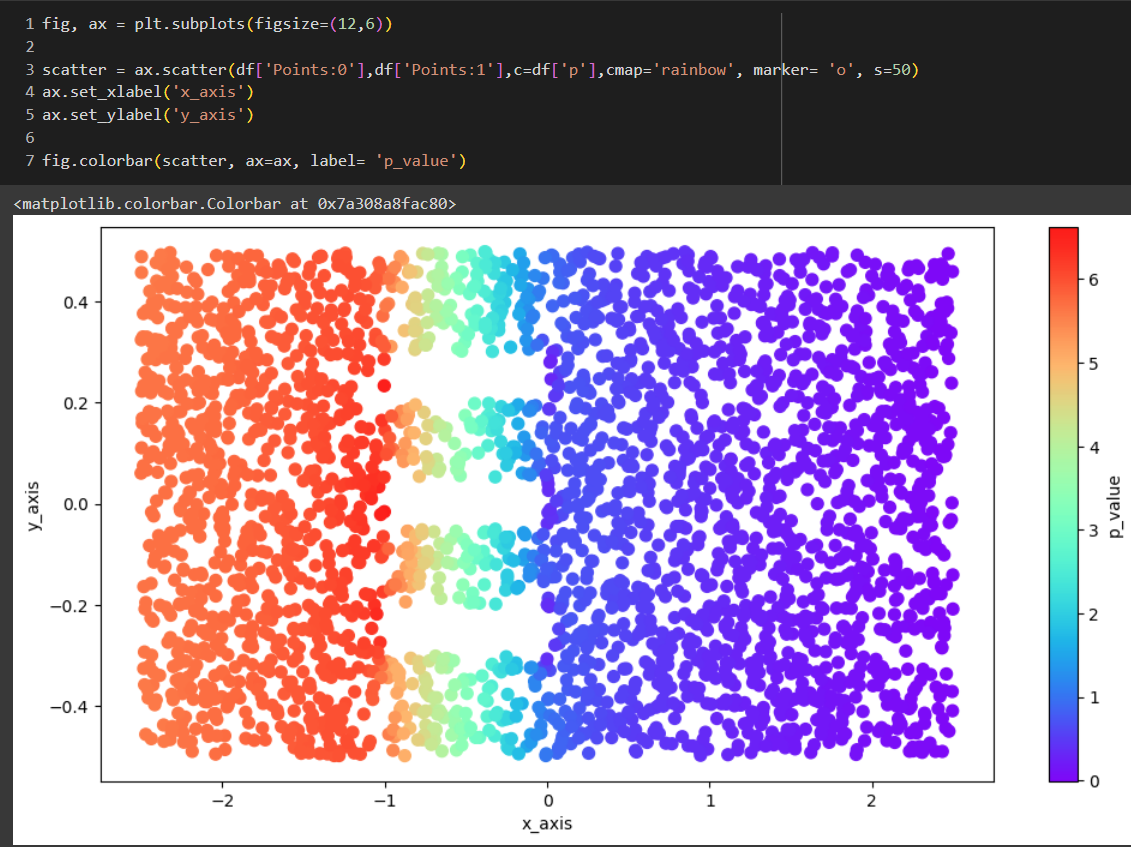 1 fig, ax = plt.subplots(figsize=(12,6))
2
3 scatter = ax.scatter(df['Points:0'],df['Points:1'],c=df['p'],cmap='rainbow', marker= 'o', s=50)
4 ax.set_xlabel('x_axis')
5 ax.set_ylabel('y_axis')
6
7 fig.colorbar(scatter, ax=ax, label= 'p_value')
<matplotlib.colorbar.Colorbar at 0x7a308a8fac80>
0.4
0.2
0.0
−0.2
−0.4
y_axis
−2
−1
0
1
2
x_axis
6
5
4
3
2
1
0
p_value